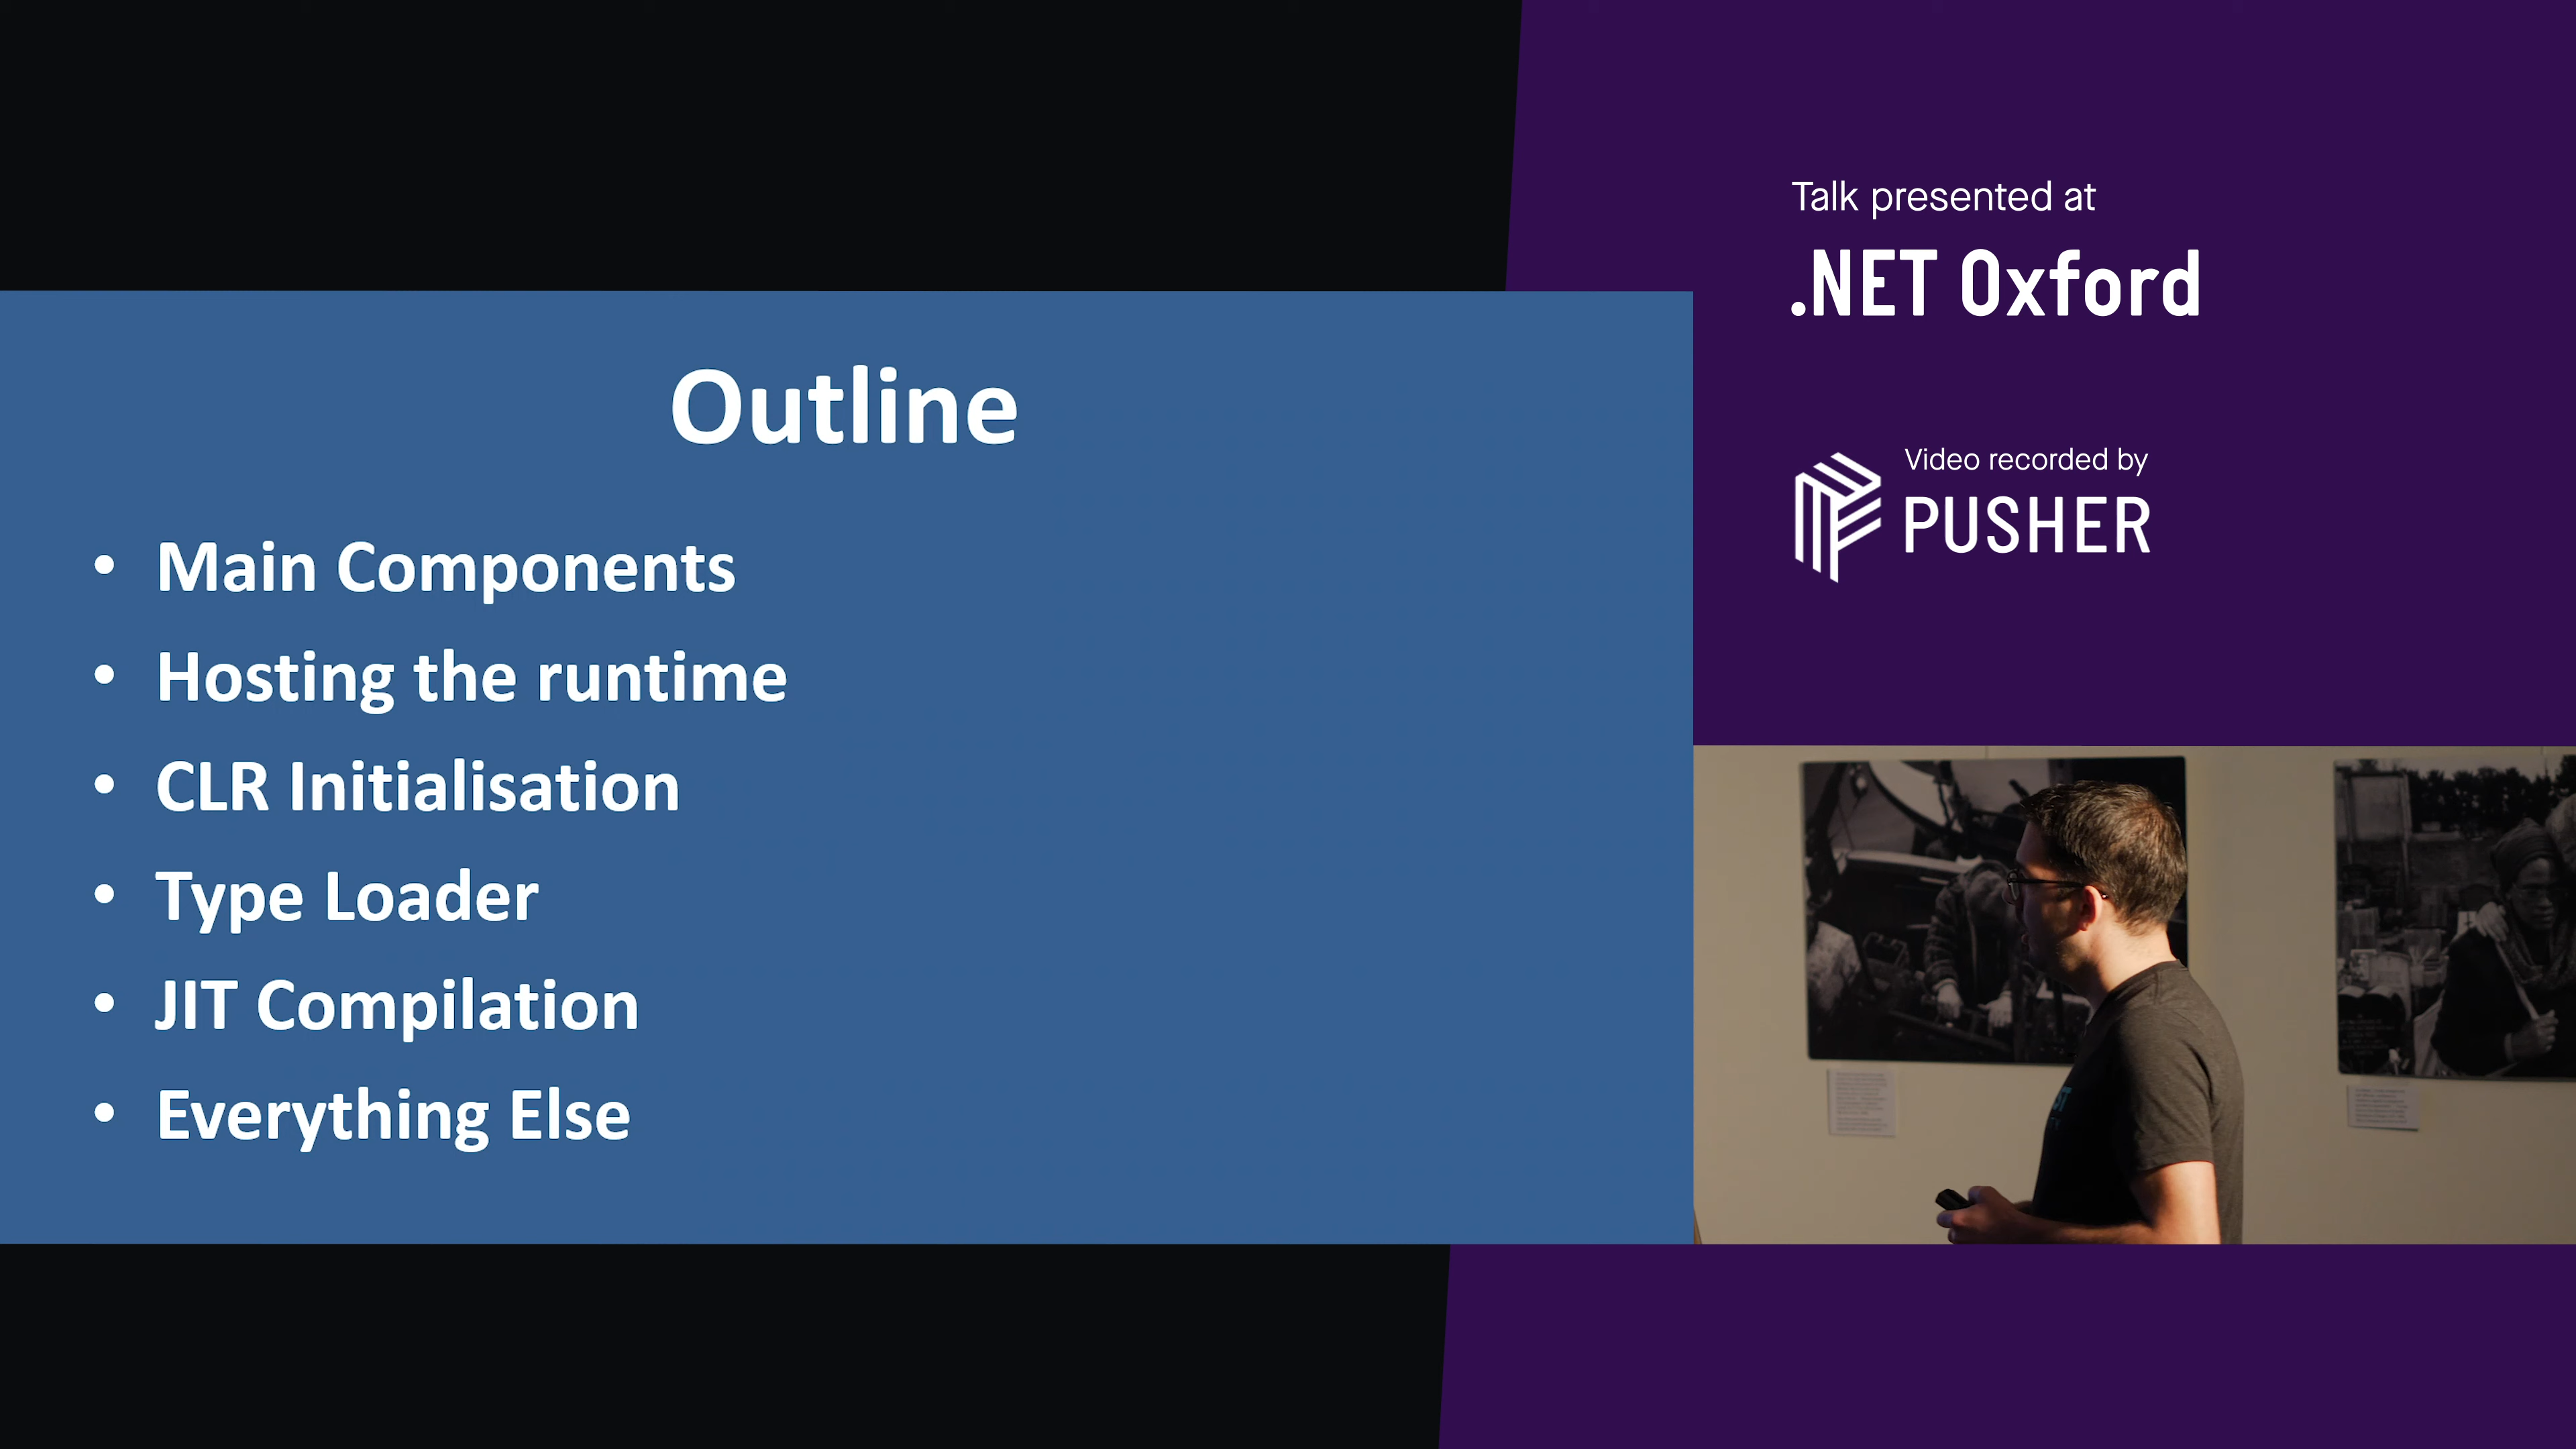 Talk presented at
.NET Oxford
Video recorded by
PUSHER
Outline
• Main Components
• Hosting the runtime
• CLR Initialisation
• Type Loader
• JIT Compilation
• Everything Else